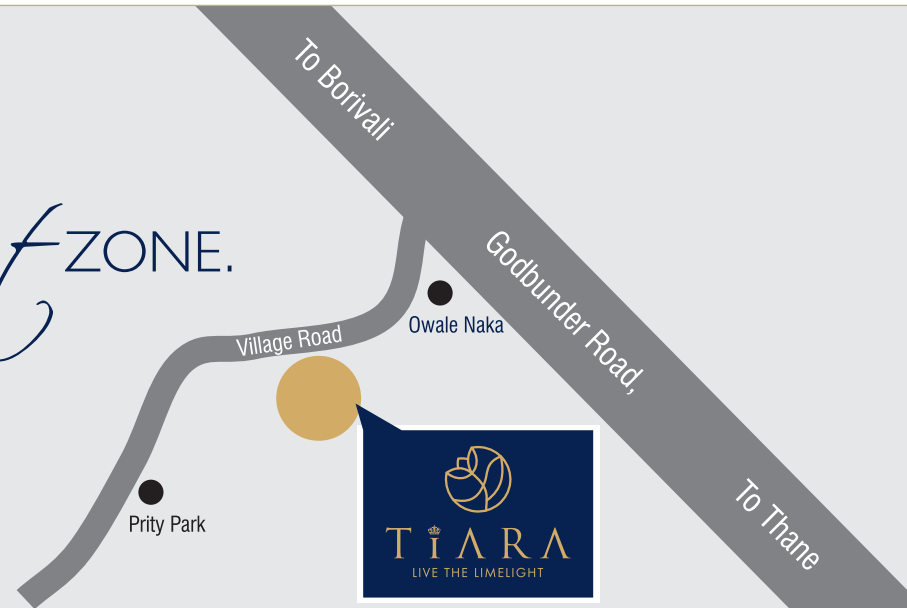 To Borivali
ZONE.
Godbunder Road,
Village Road
Owale Naka
To Thane
Prity Park
TiARA
LIVE THE LIMELIGHT